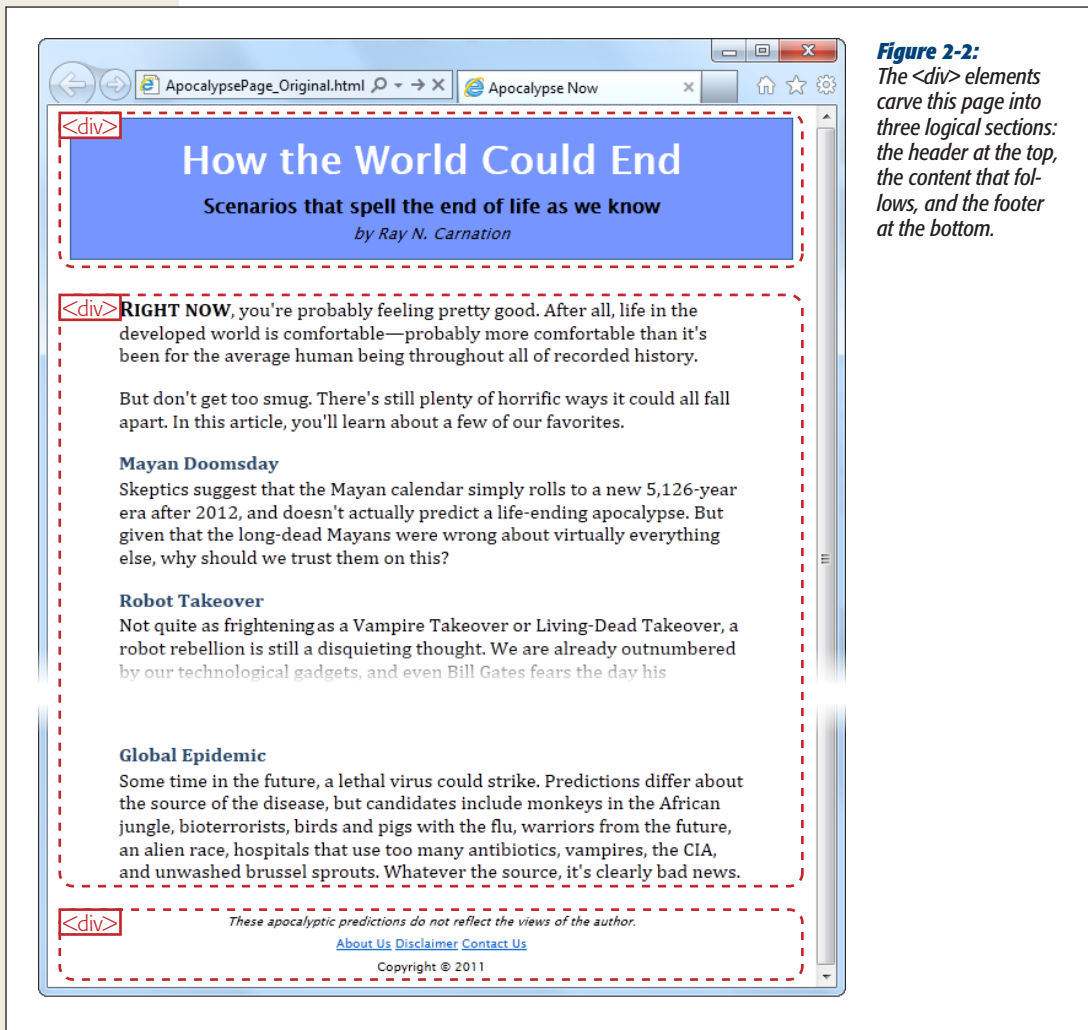 ApocalypsePage_Original.html
Apocalypse Now
<div>
How the World Could End
Scenarios that spell the end of life as we know
by Ray N. Carnation
<div>
RIGHT NOW, you're probably feeling pretty good. After all, life in the
developed world is comfortable—probably more comfortable than it's
been for the average human being throughout all of recorded history.
But don't get too smug. There's still plenty of horrific ways it could all fall
apart. In this article, you'll learn about a few of our favorites.
Mayan Doomsday
Skeptics suggest that the Mayan calendar simply rolls to a new 5,126-year
era after 2012, and doesn't actually predict a life-ending apocalypse. But
given that the long-dead Mayans were wrong about virtually everything
else, why should we trust them on this?
Robot Takeover
Not quite as frightening as a Vampire Takeover or Living-Dead Takeover, a
robot rebellion is still a disquieting thought. We are already outnumbered
by our technological gadgets, and even Bill Gates fears the day his
Global Epidemic
Some time in the future, a lethal virus could strike. Predictions differ about
the source of the disease, but candidates include monkeys in the African
jungle, bioterrorists, birds and pigs with the flu, warriors from the future,
an alien race, hospitals that use too many antibiotics, vampires, the CIA,
and unwashed brussel sprouts. Whatever the source, it's clearly bad news.
<div>
These apocalyptic predictions do not reflect the views of the author.
About Us Disclaimer Contact Us
Copyright © 2011
Figure 2-2:
The <div> elements
carve this page into
three logical sections:
the header at the top,
the content that fol-
lows, and the footer
at the bottom.